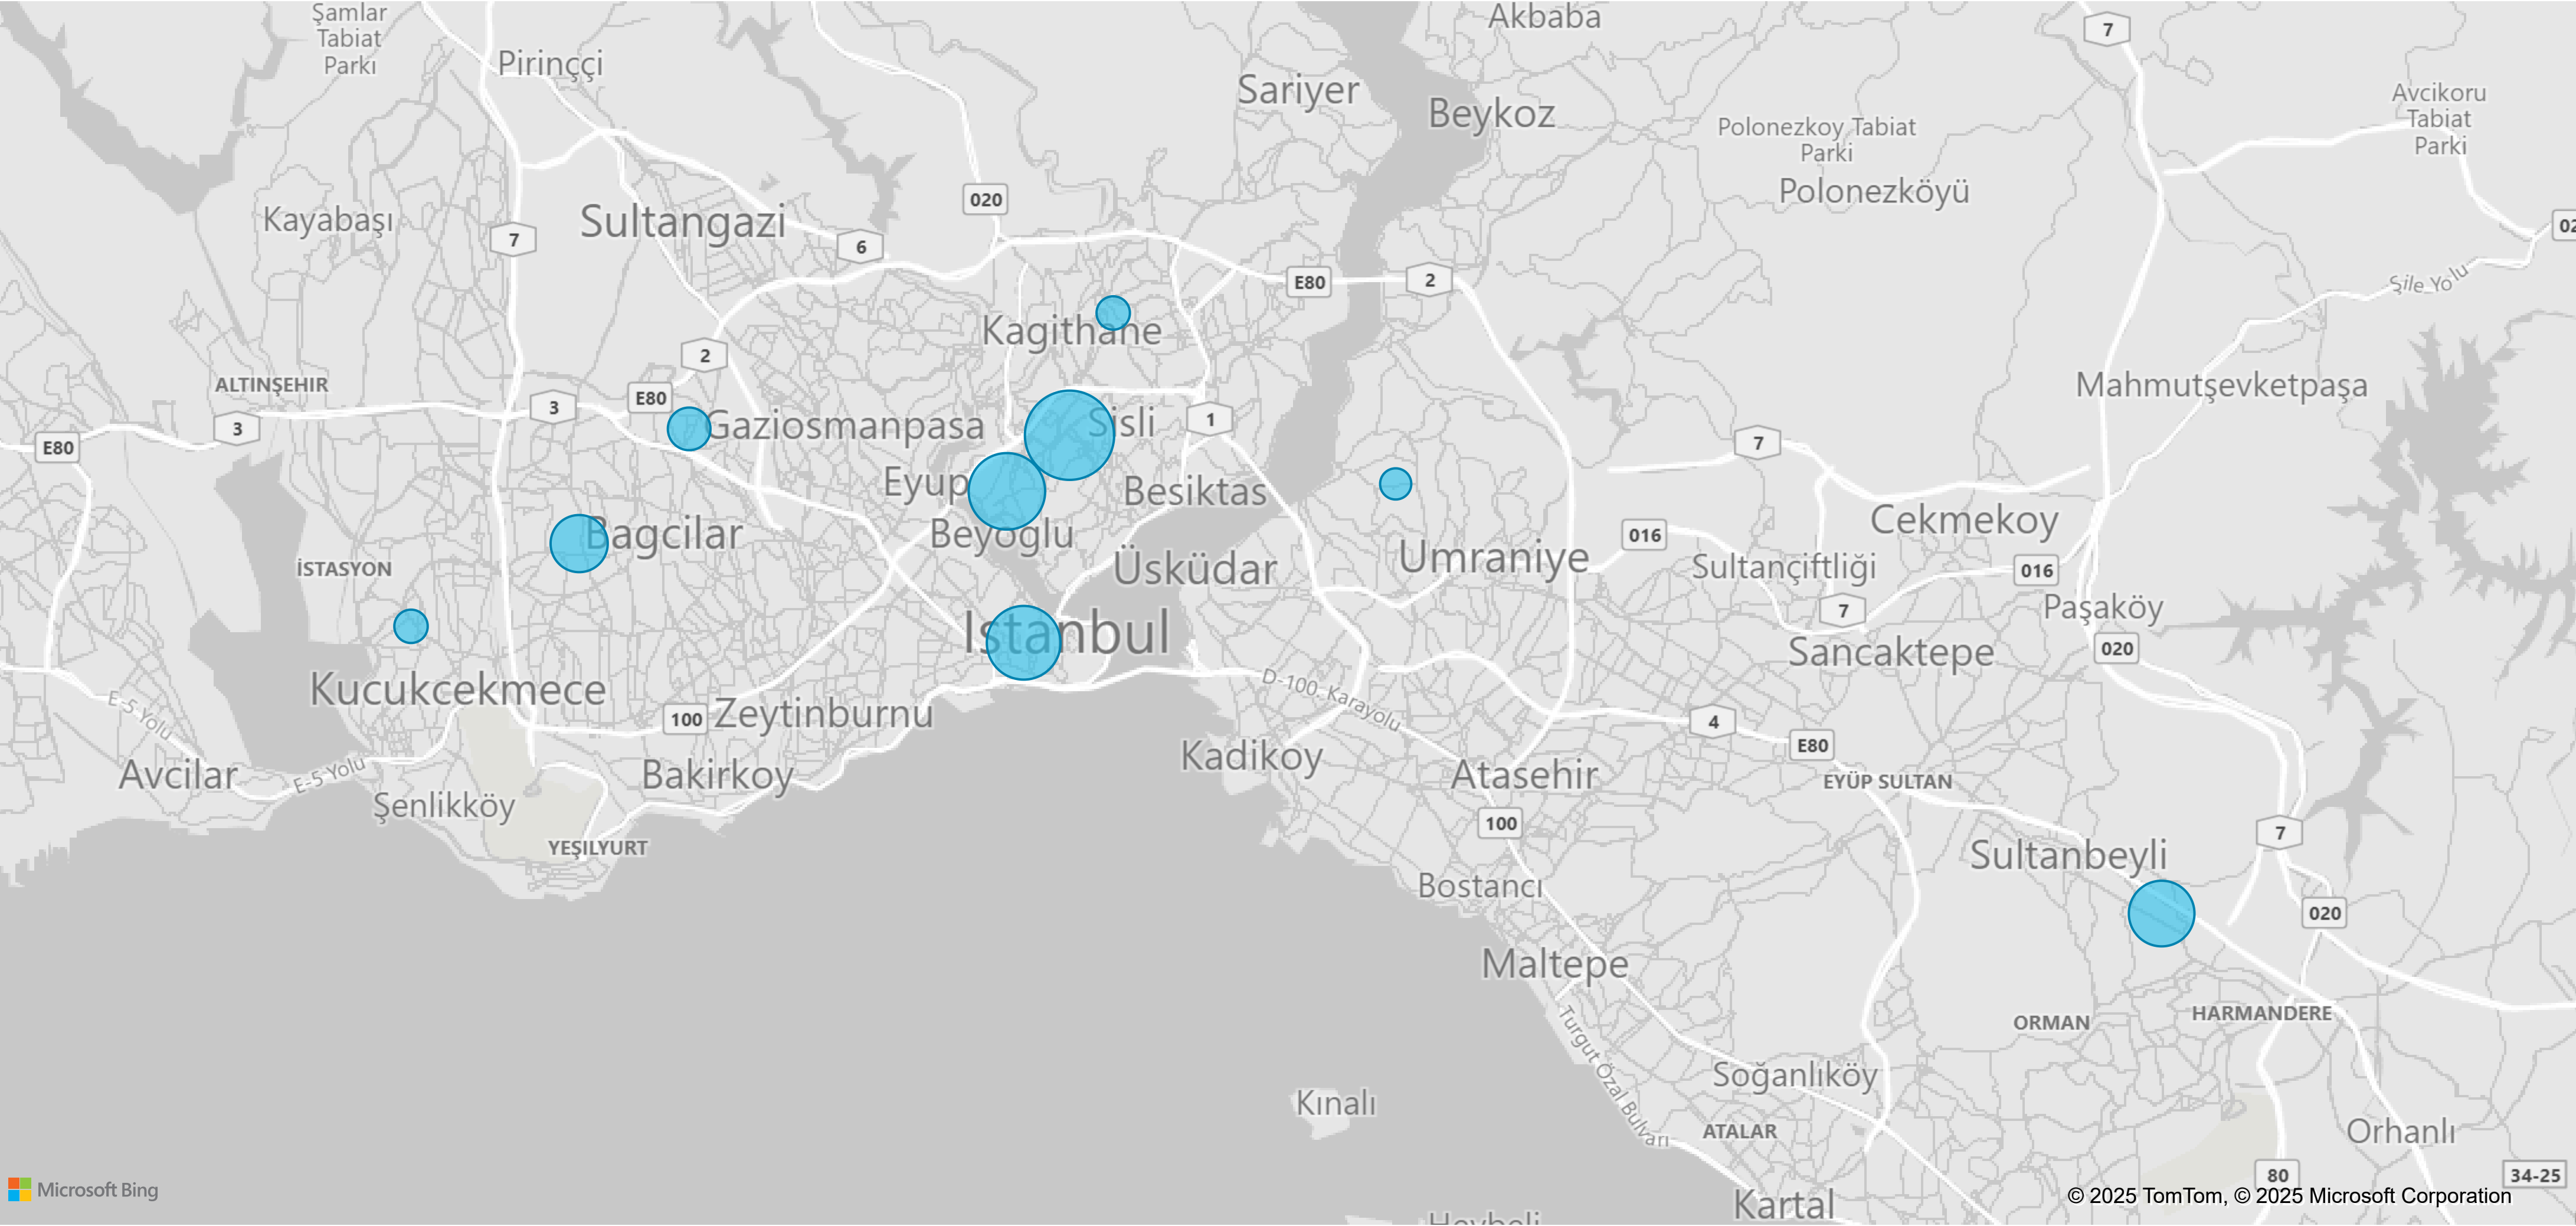 Şamlar
Tabiat
Parkı
Pirinççi
Akbaba
7
Sariyer
Beykoz
Avcikoru
Tabiat
Parki
Polonezkoy Tabiat
Parki
Polonezköyü
020
Kayabaşı
Sultangazi
7
6
02
E80
2
Şile Yolu
Kagithane
2
ALTINŞEHIR
E80
3
3
Mahmutşevketpaşa
Gaziosmanpasa
Sisli
1
E80
7
Eyup
Besiktas
Beyoglu
Bagcilar
Cekmekoy
016
Umraniye
Üsküdar
İSTASYON
Sultançiftliği
016
7
Paşaköy
Istanbul
Sancaktepe
020
Kucukcekmece
D-100. Karayolu
E-5 Yolu
100
Zeytinburnu
4
E80
Kadikoy
Avcilar
E-5 Yolu
Bakirkoy
Atasehir
EYÜP SULTAN
Şenlikköy
100
7
YEŞILYURT
Sultanbeyli
Bostancı
020
Maltepe
HARMANDERE
ORMAN
Turgut Özal Bulvarı
Soğanlıköy
Kınalı
ATALAR
Orhanlı
80
34-25
Microsoft Bing
© 2025 TomTom, © 2025 Microsoft Corporation
Kartal